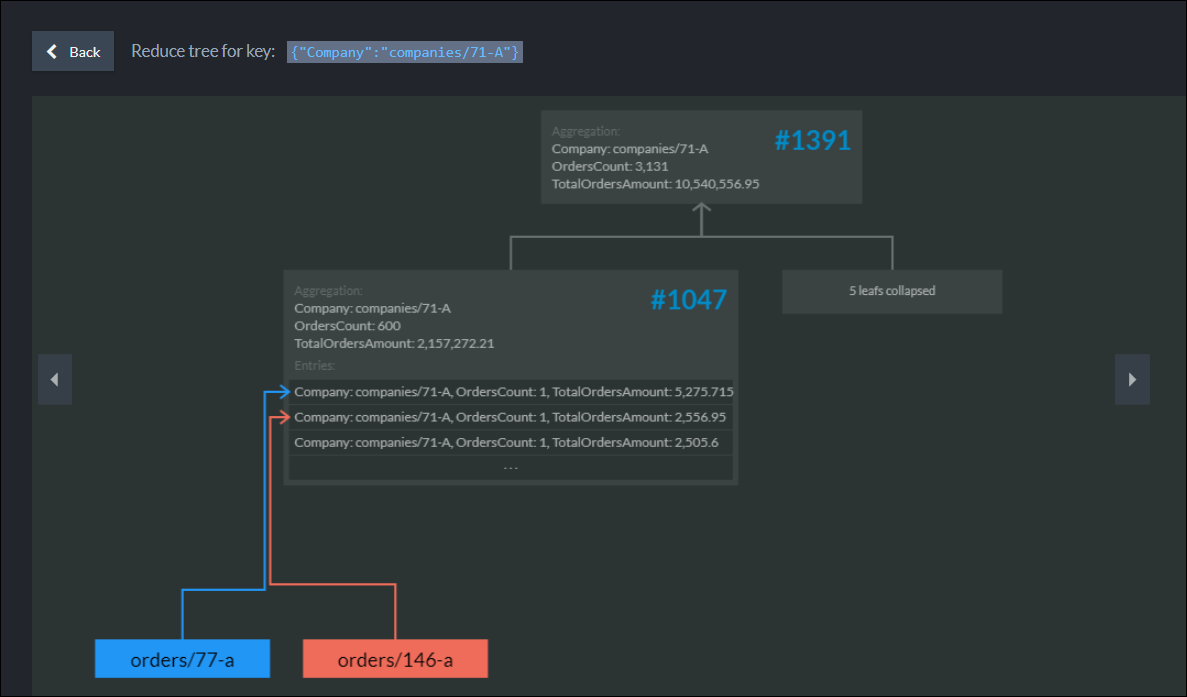 Back
Reduce tree for key: {"Company":"companies/71-A"}
Aggregation:
#1391
Company: companies/71-A
OrdersCount: 3,131
TotalOrdersAmount: 10,540,556.95
Aggregation:
#1047
Company: companies/71-A
OrdersCount: 600
TotalOrdersAmount: 2,157,272.21
Entries:
Company: companies/71-A, OrdersCount: 1, TotalOrdersAmount: 5,275.715
Company: companies/71-A, OrdersCount: 1, TotalOrdersAmount: 2,556.95
Company: companies/71-A, OrdersCount: 1, TotalOrdersAmount: 2,505.6
...
5 leafs collapsed
orders/77-a
orders/146-a